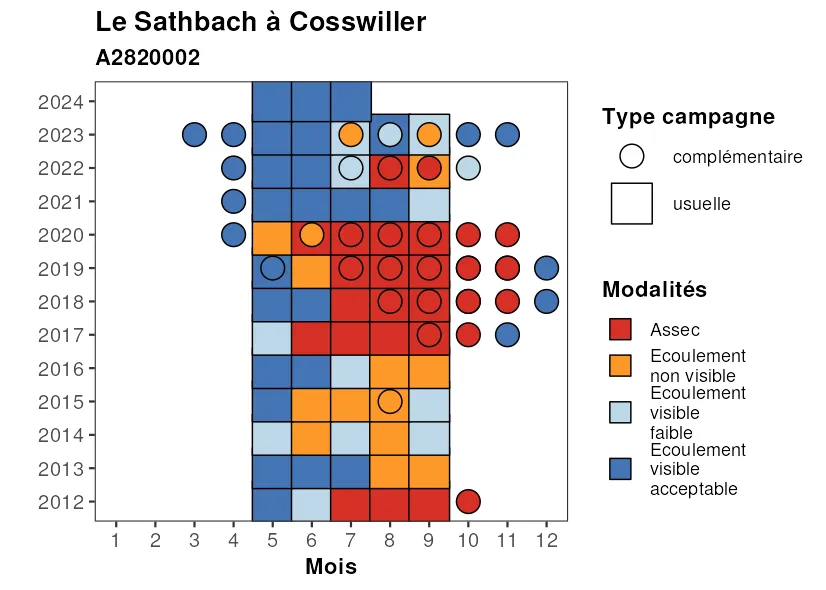 Le Sathbach à Cosswiller
A2820002
2024
2023
2022
2021
2020
2019
2018
2017
2016
2015
2014
2013
2012
1 2 3 4 5 6 7 8 9 10 11 12
Mois
Type campagne
complémentaire
usuelle
Modalités
Assec
Ecoulement
non visible
Ecoulement
visible
faible
Ecoulement
visible
acceptable